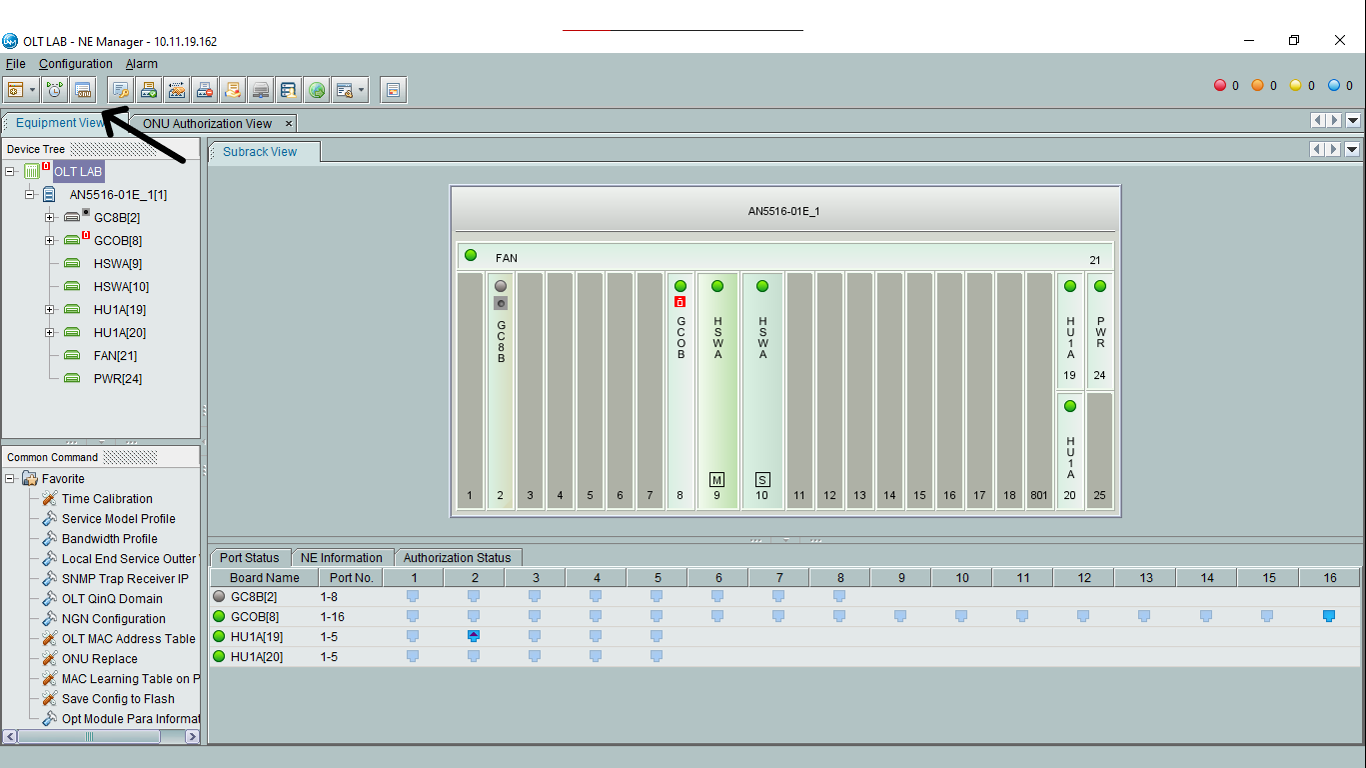 OLT LAB - NE Manager - 10.11.19.162
File Configuration Alarm
0 0 0 0
Equipment View ONU Authorization View ×
Device Tree
OLT LAB
AN5516-01E_1[1]
GC8B[2]
GCOB[8]
HSWA[9]
HSWA[10]
HU1A[19]
HU1A[20]
FAN[21]
PWR[24]
Common Command
Favorite
Time Calibration
Service Model Profile
Bandwidth Profile
Local End Service Outter
SNMP Trap Receiver IP
OLT QinQ Domain
NGN Configuration
OLT MAC Address Table
ONU Replace
MAC Learning Table on P
Save Config to Flash
Opt Module Para Informat
Subrack View
AN5516-01E_1
FAN 21
GC8B
GCOB
HSWA
HSWA
HU1A
19
PWR
24
HU1A
M S
1 2 3 4 5 6 7 8 9 10 11 12 13 14 15 16 17 18 801 20 25
Port Status NE Information Authorization Status
Board Name Port No. 1 2 3 4 5 6 7 8 9 10 11 12 13 14 15 16
GC8B[2] 1-8
GCOB[8] 1-16
HU1A[19] 1-5
HU1A[20] 1-5